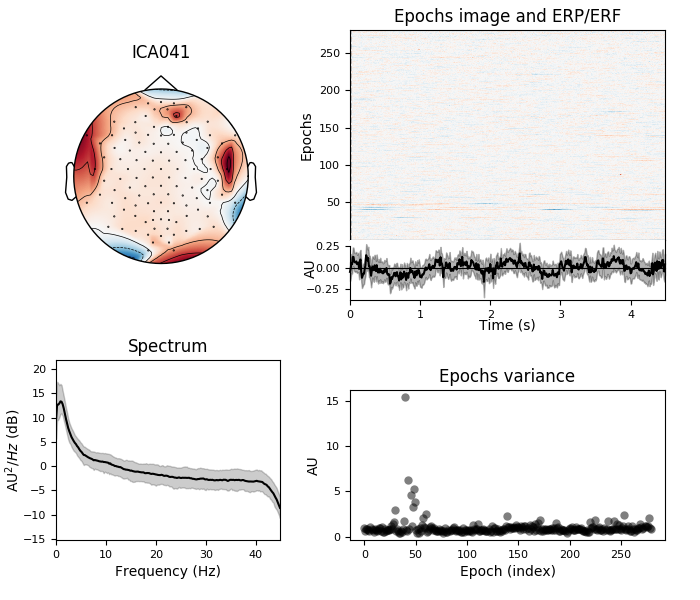 ICA041
Epochs image and ERP/ERF
Epochs
250
200
150
100
50
AU
0.25
0.00
−0.25
0 1 2 3 4
Time (s)
Spectrum
AU²/Hz (dB)
20
15
10
5
0
−5
−10
−15
0 10 20 30 40
Frequency (Hz)
Epochs variance
AU
15
10
5
0
0 50 100 150 200 250
Epoch (index)